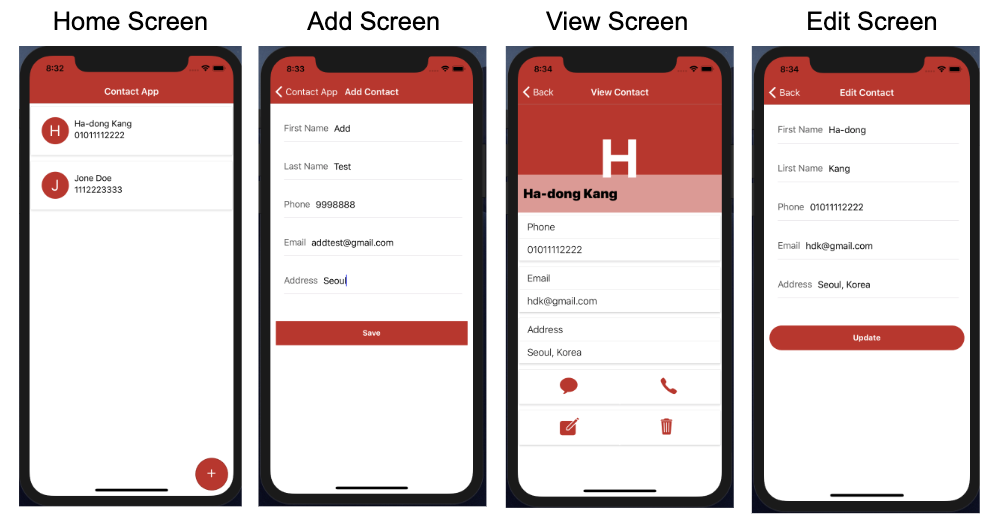 Home Screen
Add Screen
View Screen
Edit Screen
8:32
Contact App
H
Ha-dong Kang
01011112222
J
Jone Doe
1112223333
+
8:33
Contact App Add Contact
First Name Add
Last Name Test
Phone 9998888
Email addtest@gmail.com
Address Seoul
Save
8:34
Back View Contact
H
Ha-dong Kang
Phone
01011112222
Email
hdk@gmail.com
Address
Seoul, Korea
8:34
Back Edit Contact
First Name Ha-dong
Lirst Name Kang
Phone 01011112222
Email hdk@gmail.com
Address Seoul, Korea
Update